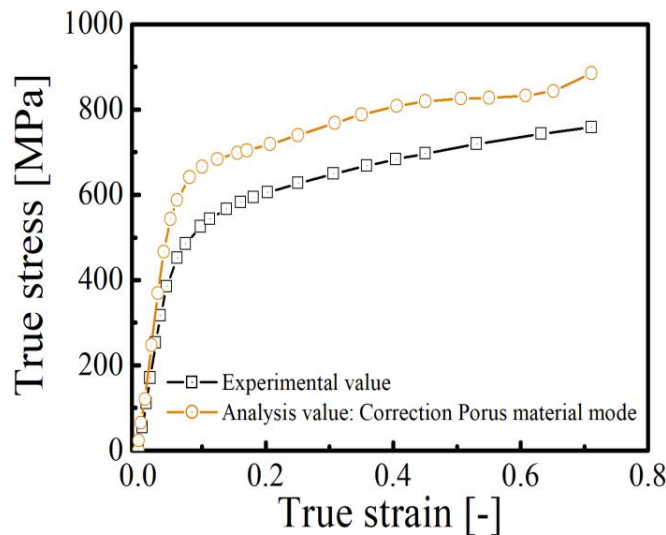 1000
800
600
400
200
0
True stress [MPa]
Experimental value
Analysis value: Correction Porus material mode
0.0 0.2 0.4 0.6 0.8
True strain [-]